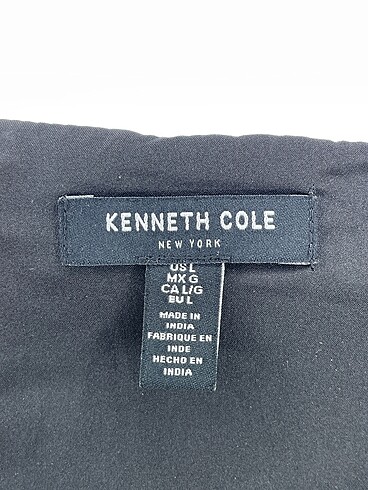 KENNETH COLE
NEW YORK
US L
MX G
CA L/G
EU L
MADE IN
INDIA
FABRIQUE EN
INDE
HECHO EN
INDIA